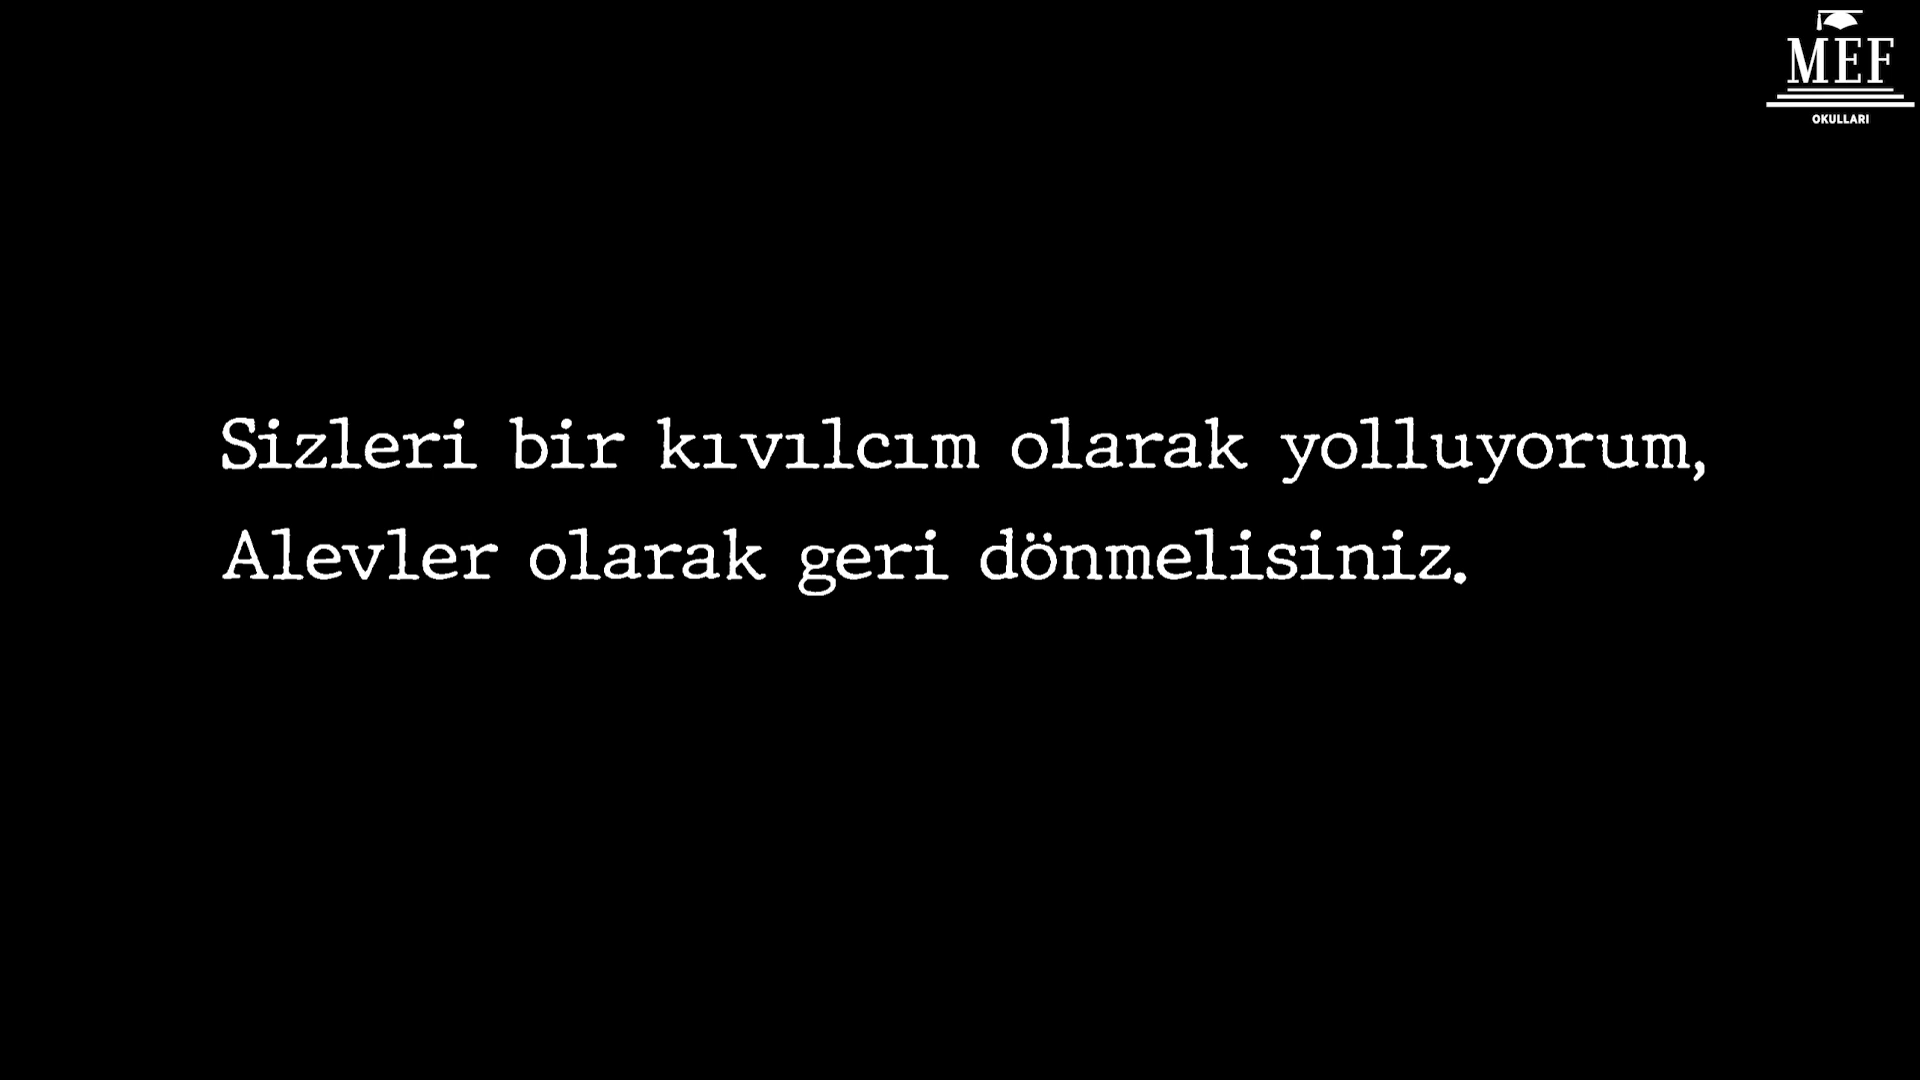 MEF
OKULLARI
Sizleri bir kıvılcım olarak yolluyorum,
Alevler olarak geri dönmelisiniz.